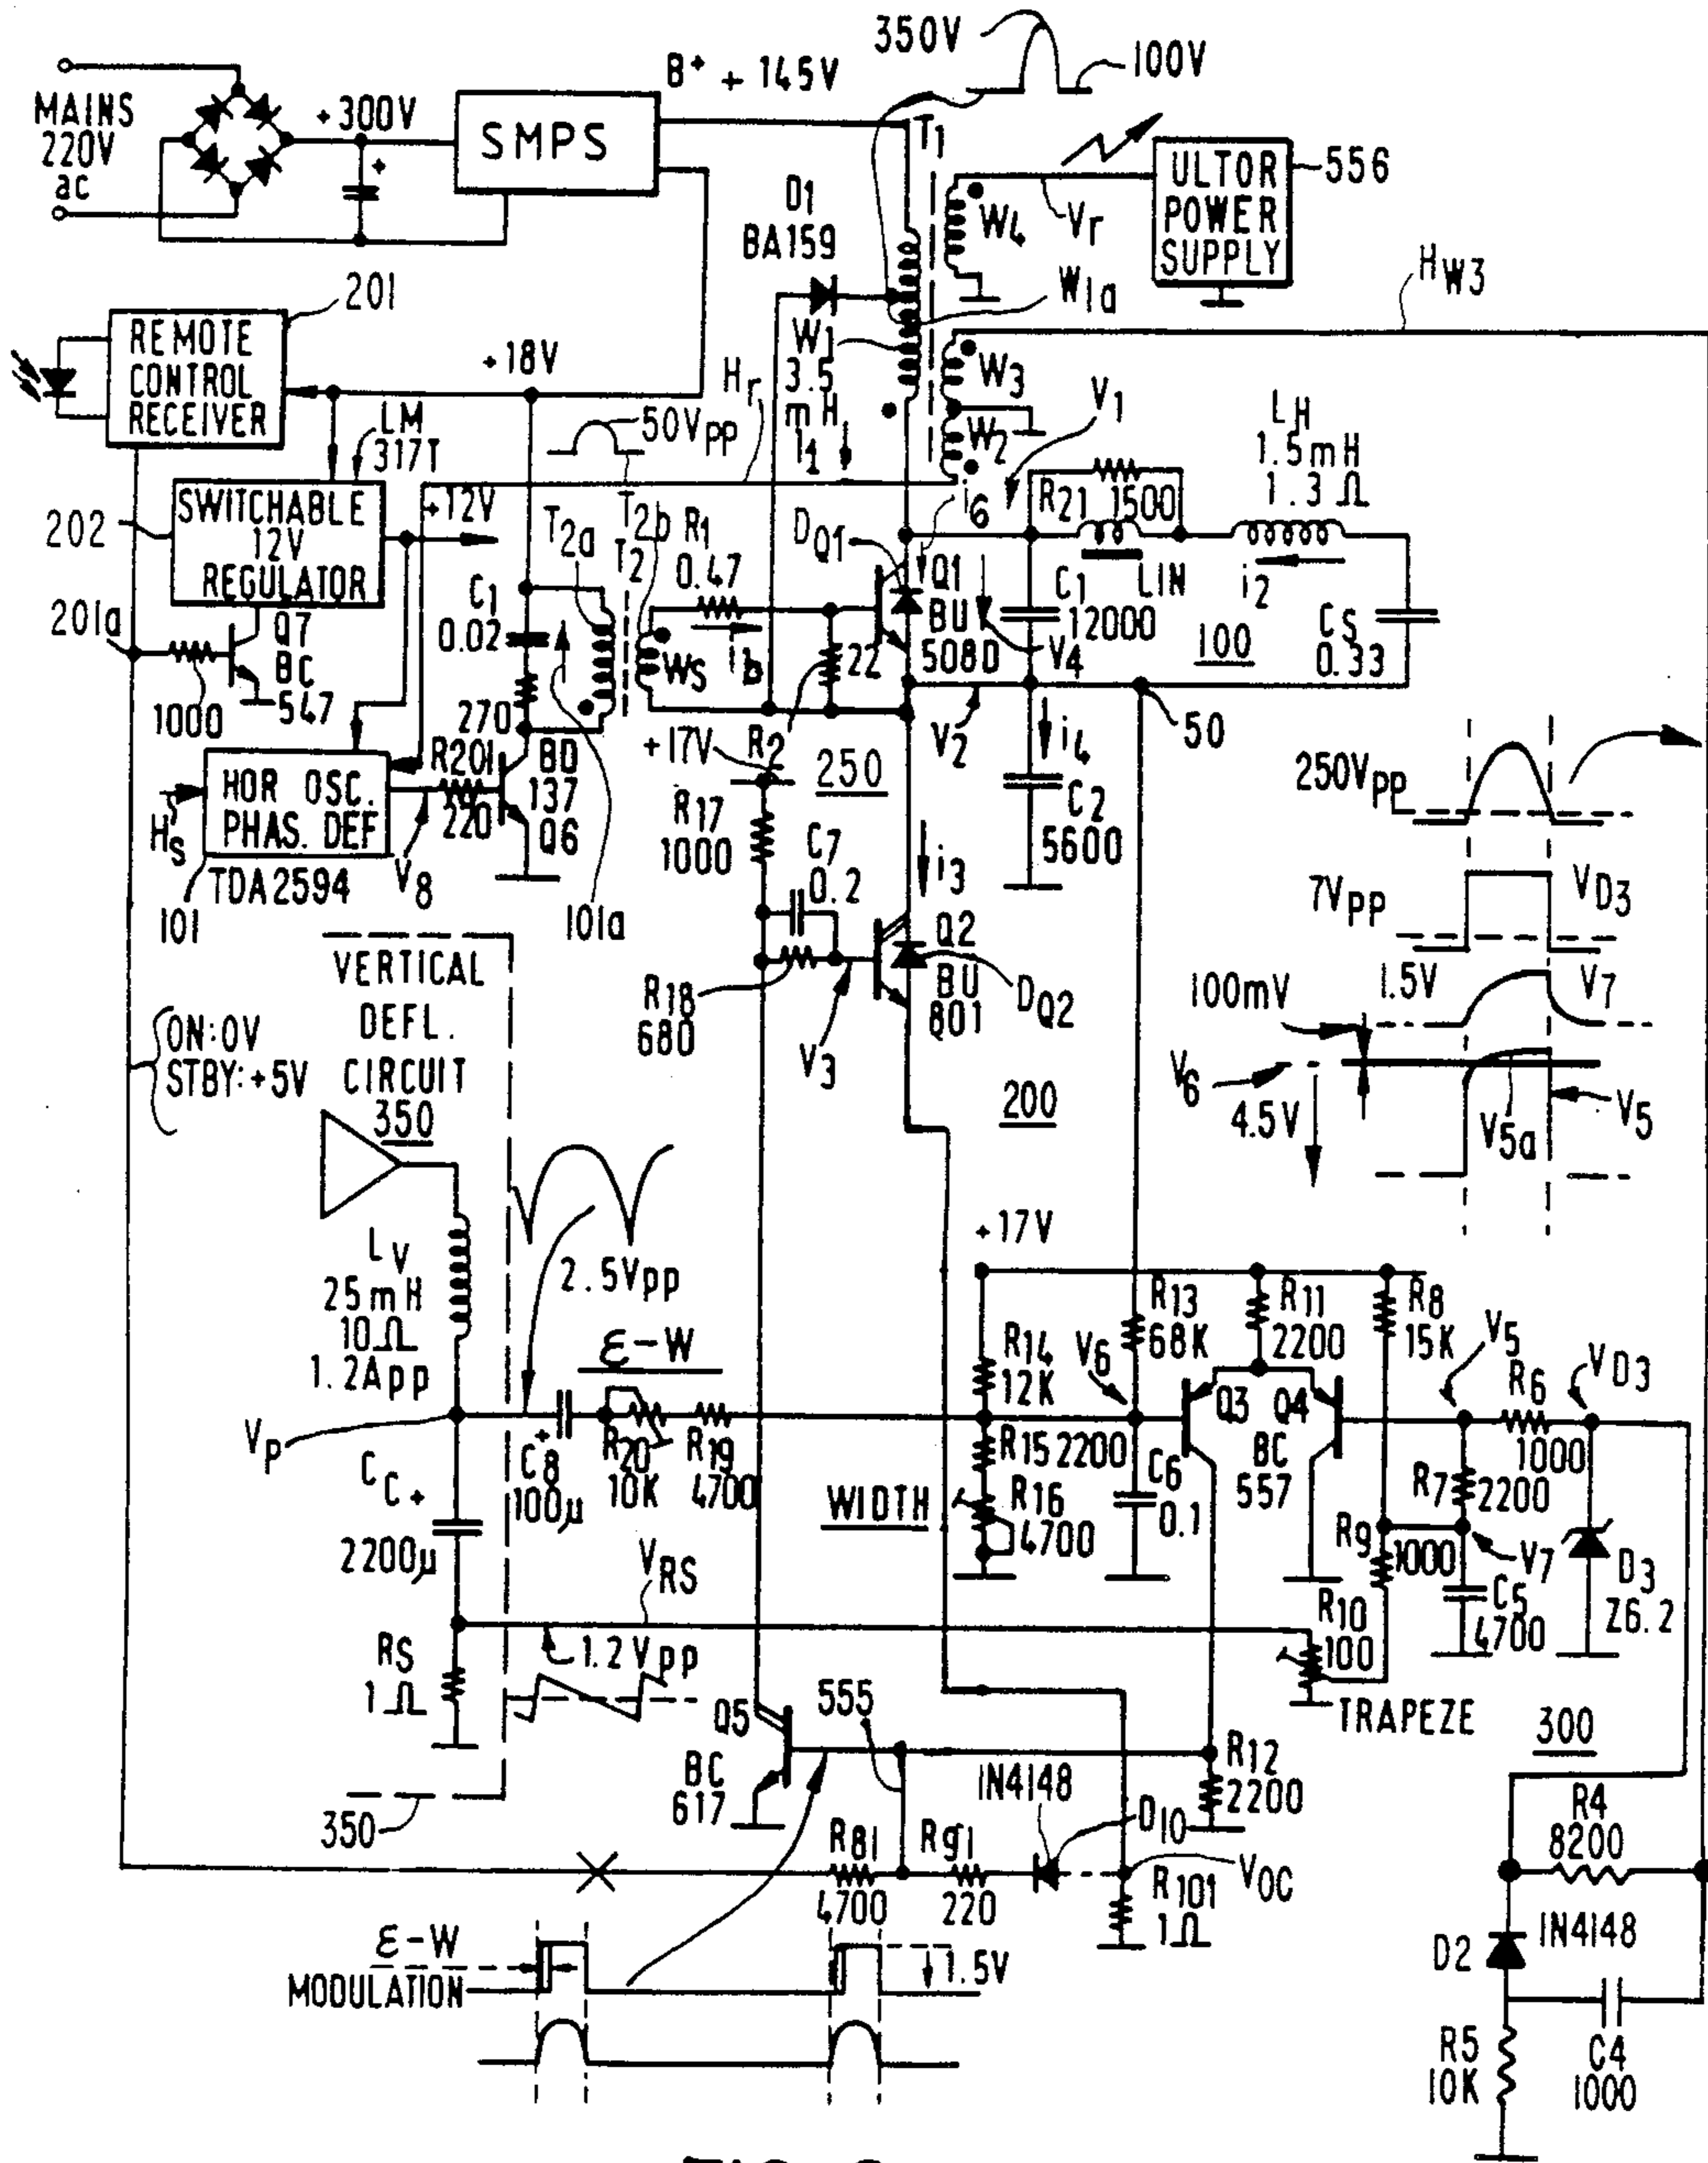 350V
100V
B+ + 145V
MAINS
220V
ac
+300V
SMPS
T1
ULTOR
POWER
SUPPLY
556
D1
BA159
W4
Vr
HW3
W1a
201
REMOTE
CONTROL
RECEIVER
+18V
LM
317T
50Vpp
Hr
W1
3.5
mH
I1
W3
W2
V1
LH
1.5mH
1.3Ω
202
SWITCHABLE
12V
REGULATOR
+12V
T2a
T2
T2b
R1
0.47
DQ1
i6
R21
1500
LIN
i2
201a
Q7
BC
547
1000
C1
0.02
270
WS
ib
22
R2
Q1
BU
508D
C1
12000
V4
100
CS
0.33
HS
HOR OSC.
PHAS. DEF
TDA2594
101
V8
R201
220
BD
137
Q6
101a
+17V
R17
1000
250
V2
i4
50
C2
5600
250Vpp
C7
0.2
i3
Q2
BU
801
DQ2
7Vpp
VD3
R18
680
V3
200
1.5V
V7
100mV
V6
4.5V
V5a
V5
ON:0V
STBY:+5V
VERTICAL
DEFL.
CIRCUIT
350
LV
25mH
10Ω
1.2App
2.5Vpp
+17V
Ɛ-W
R14
12K
V6
R13
68K
R11
2200
R8
15K
V5
R6
1000
VD3
VP
C8
100μ
R20
10K
R19
4700
R15
2200
C6
0.1
Q3
Q4
BC
557
R7
2200
CC+
2200μ
WIDTH
R16
4700
R9
1000
V7
C5
4700
D3
Z6.2
VRS
1.2Vpp
RS
1Ω
R10
100
TRAPEZE
555
Q5
BC
617
1N4148
R12
2200
300
350
R81
4700
R91
220
D10
VOC
R101
1Ω
R4
8200
Ɛ-W
MODULATION
1.5V
D2
1N4148
R5
10K
C4
1000